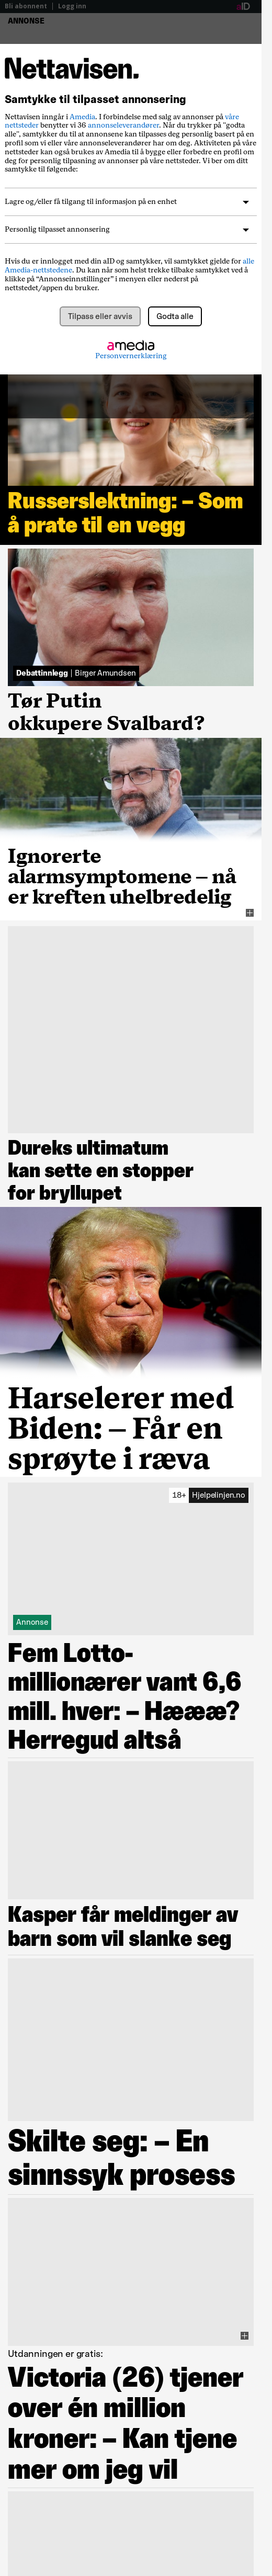 Bli abonnent | Logg inn
aID
ANNONSE
Nettavisen.
Samtykke til tilpasset annonsering
Nettavisen inngår i Amedia. I forbindelse med salg av annonser på våre
nettsteder benytter vi 36 annonseleverandører. Når du trykker på "godta
alle", samtykker du til at annonsene kan tilpasses deg personlig basert på en
profil som vi eller våre annonseleverandører har om deg. Aktiviteten på våre
nettsteder kan også brukes av Amedia til å bygge eller forbedre en profil om
deg for personlig tilpasning av annonser på våre nettsteder. Vi ber om ditt
samtykke til følgende:
Lagre og/eller få tilgang til informasjon på en enhet
Personlig tilpasset annonsering
Hvis du er innlogget med din aID og samtykker, vil samtykket gjelde for alle
Amedia-nettstedene. Du kan når som helst trekke tilbake samtykket ved å
klikke på “Annonseinnstillinger” i menyen eller nederst på
nettstedet/appen du bruker.
Tilpass eller avvis
Godta alle
amedia
Personvernerklæring
Russerslektning: – Som
å prate til en vegg
Debattinnlegg | Birger Amundsen
Tør Putin
okkupere Svalbard?
Ignorerte
alarmsymptomene – nå
er kreften uhelbredelig
Dureks ultimatum
kan sette en stopper
for bryllupet
Harselerer med
Biden: – Får en
sprøyte i ræva
18+ Hjelpelinjen.no
Annonse
Fem Lotto-
millionærer vant 6,6
mill. hver: – Hæææ?
Herregud altså
Kasper får meldinger av
barn som vil slanke seg
Skilte seg: – En
sinnssyk prosess
Utdanningen er gratis:
Victoria (26) tjener
over én million
kroner: – Kan tjene
mer om jeg vil